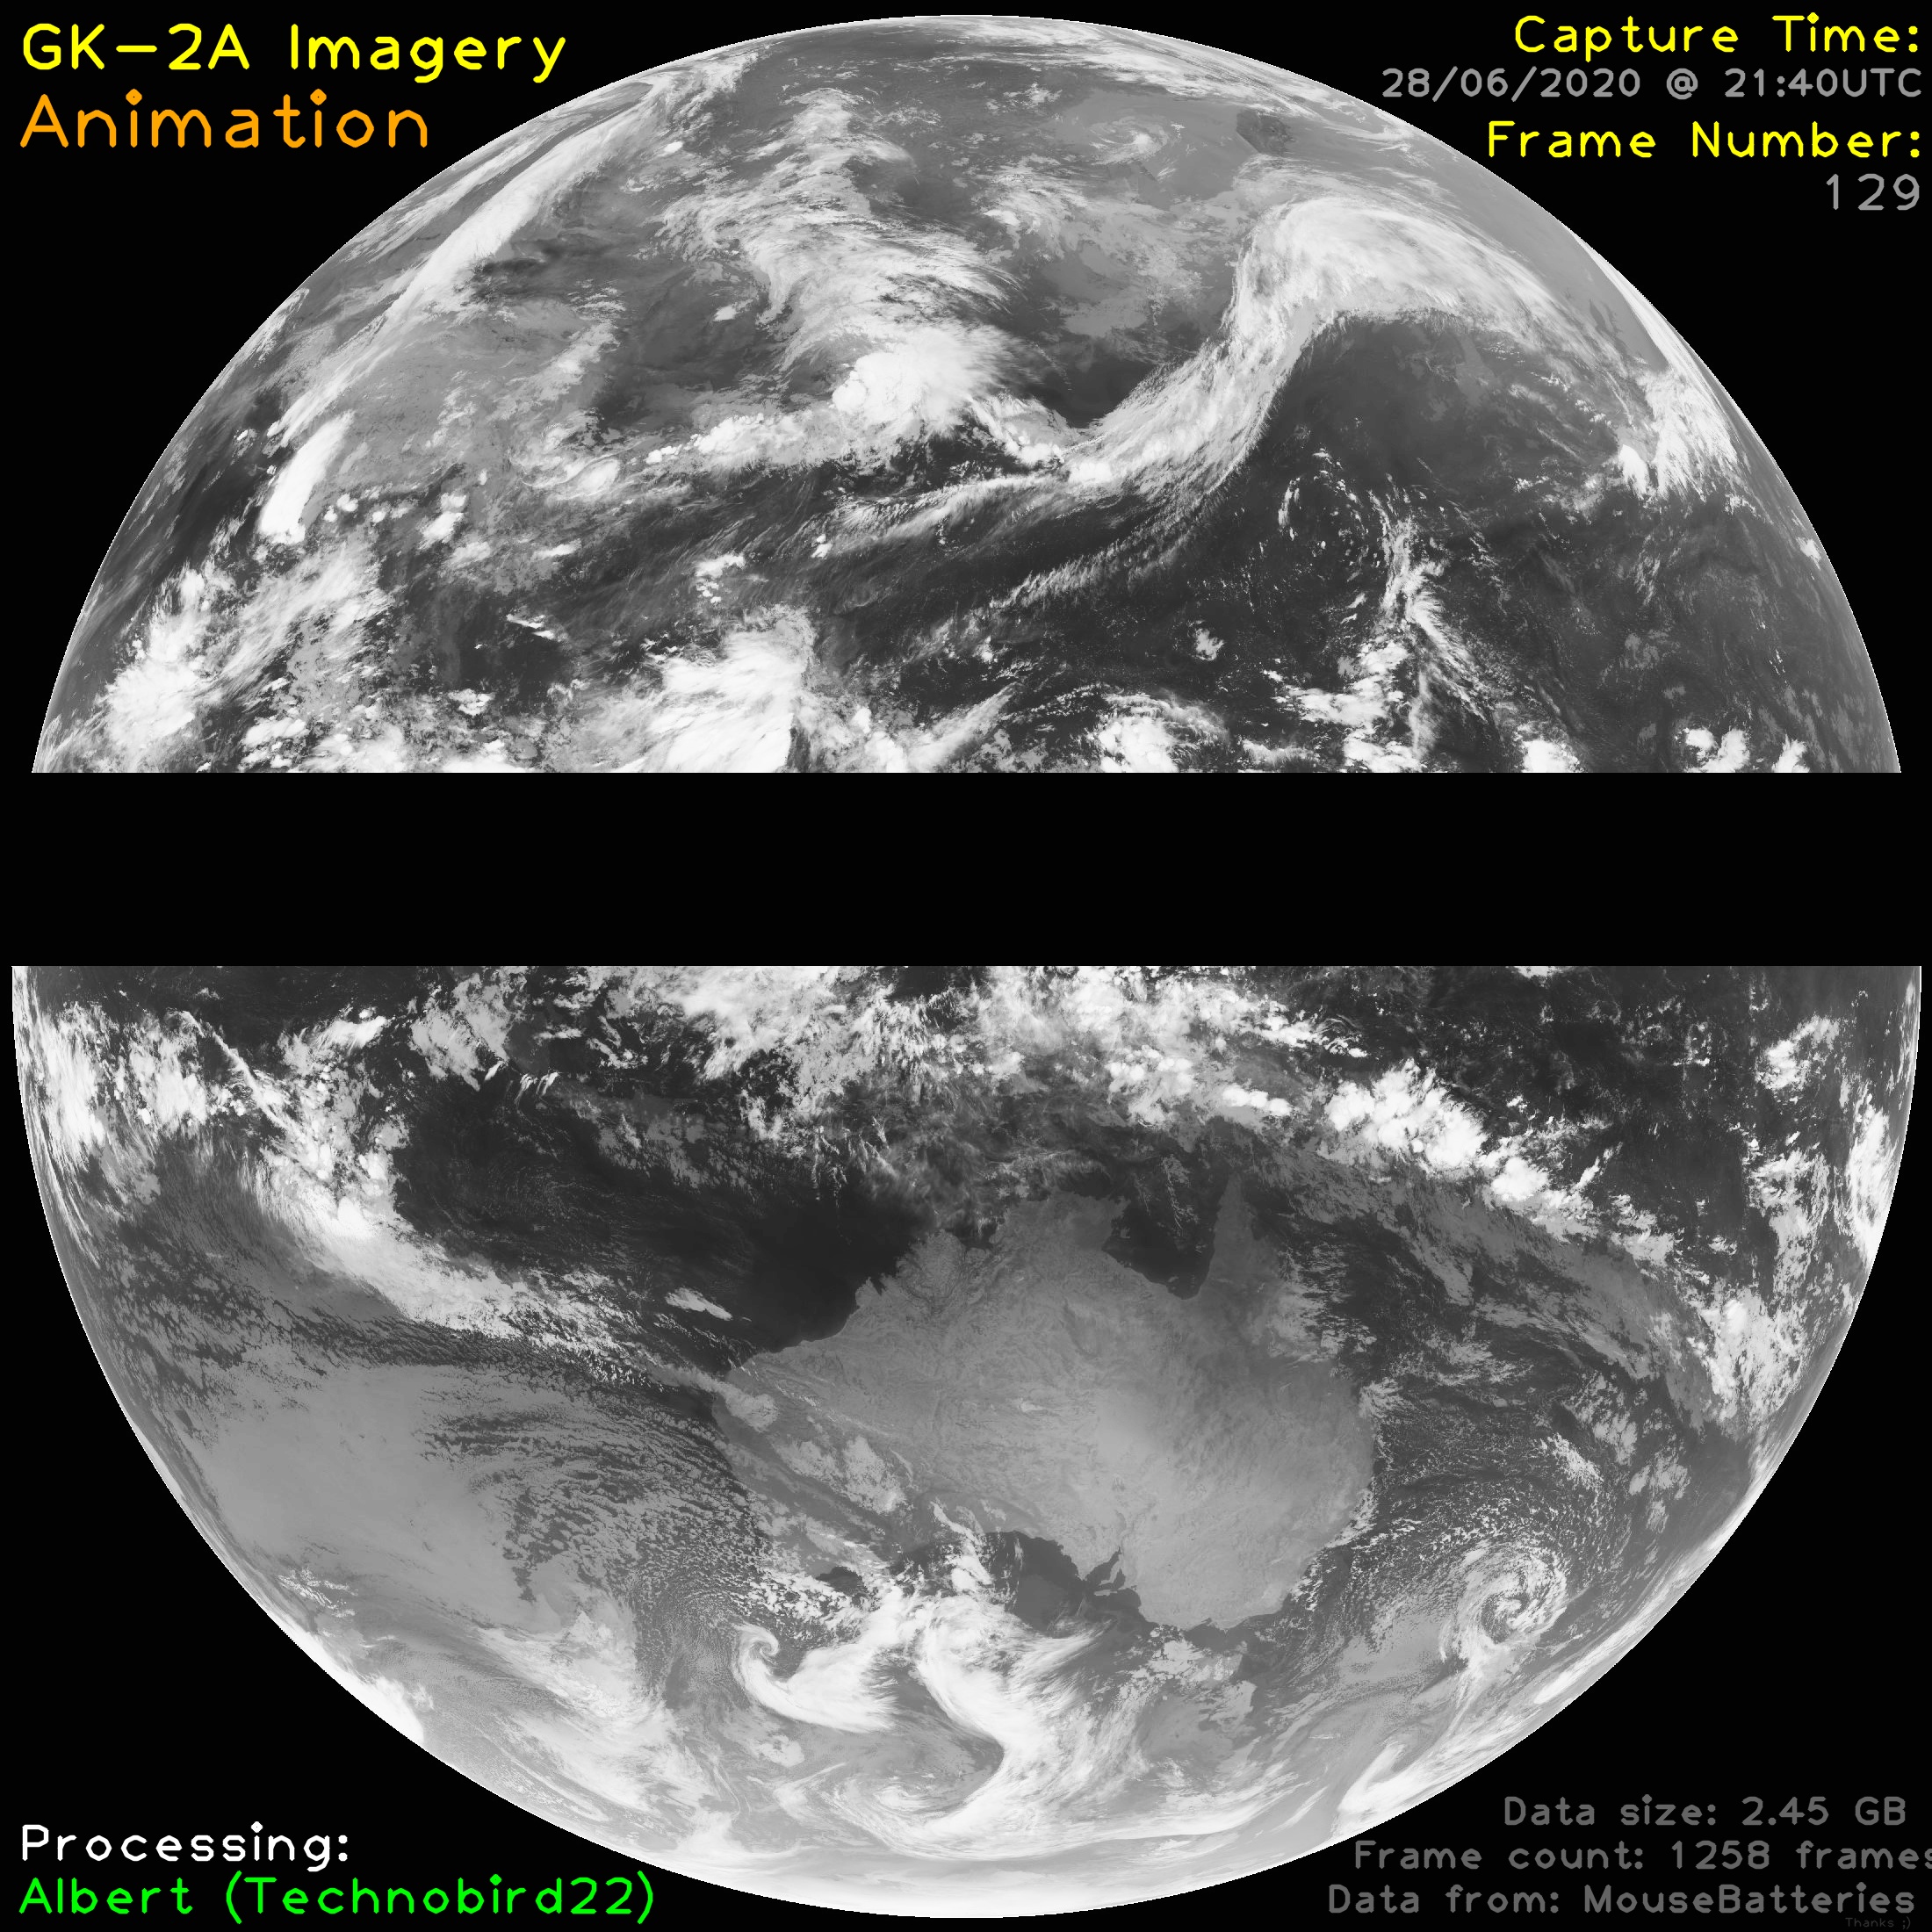 GK-2A Imagery
Animation
Capture Time:
28/06/2020 @ 21:40UTC
Frame Number:
129
Processing:
Albert (Technobird22)
Data size: 2.45 GB
Frame count: 1258 frames
Data from: MouseBatteries
Thanks ;)